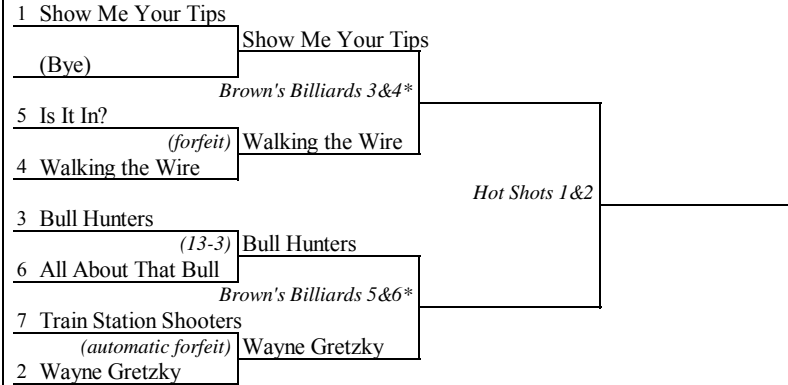 1 Show Me Your Tips
Show Me Your Tips
(Bye)
Brown's Billiards 3&4*
5 Is It In?
(forfeit) Walking the Wire
4 Walking the Wire
Hot Shots 1&2
3 Bull Hunters
(13-3) Bull Hunters
6 All About That Bull
Brown's Billiards 5&6*
7 Train Station Shooters
(automatic forfeit) Wayne Gretzky
2 Wayne Gretzky